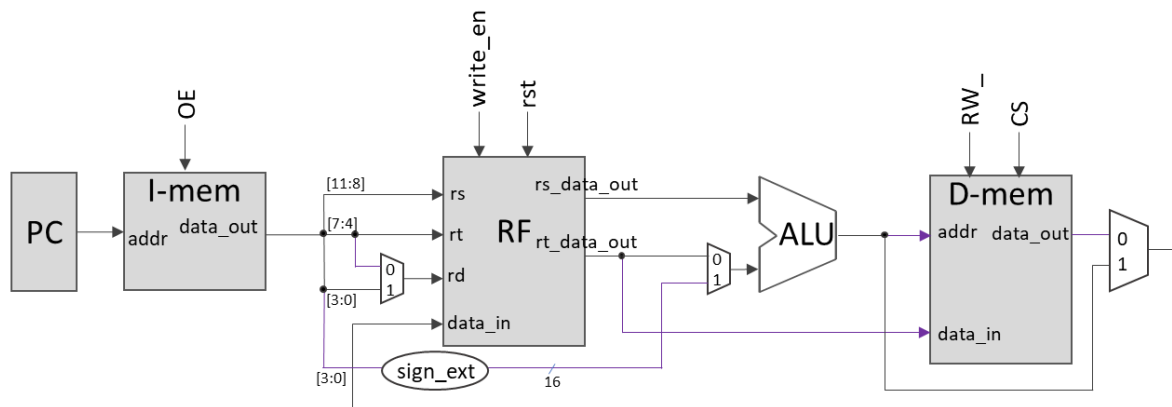 OE
write_en
rst
RW_
CS
PC
I-mem
addr
data_out
[11:8]
[7:4]
[3:0]
[3:0]
0
1
rs
rt
rd
data_in
RF
rs_data_out
rt_data_out
sign_ext
16
0
1
ALU
D-mem
addr
data_out
data_in
0
1